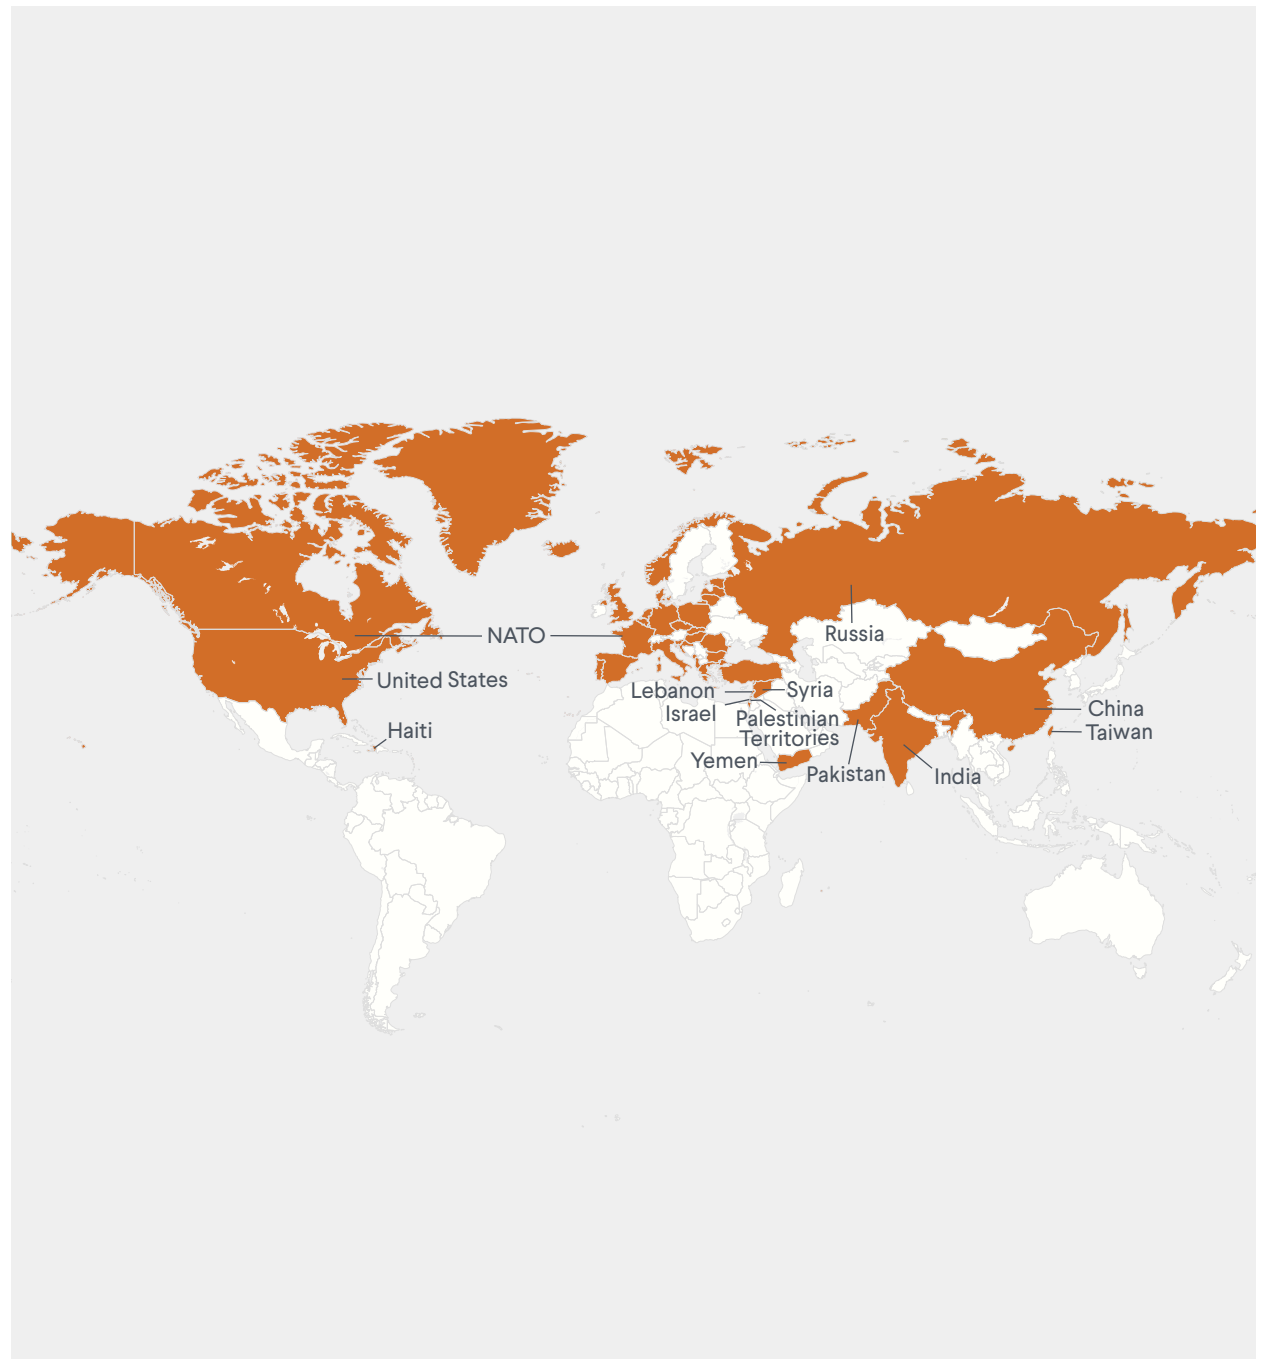 Russia
NATO
United States
Lebanon
Syria
Israel
Palestinian
Territories
China
Haiti
Taiwan
Yemen
Pakistan
India